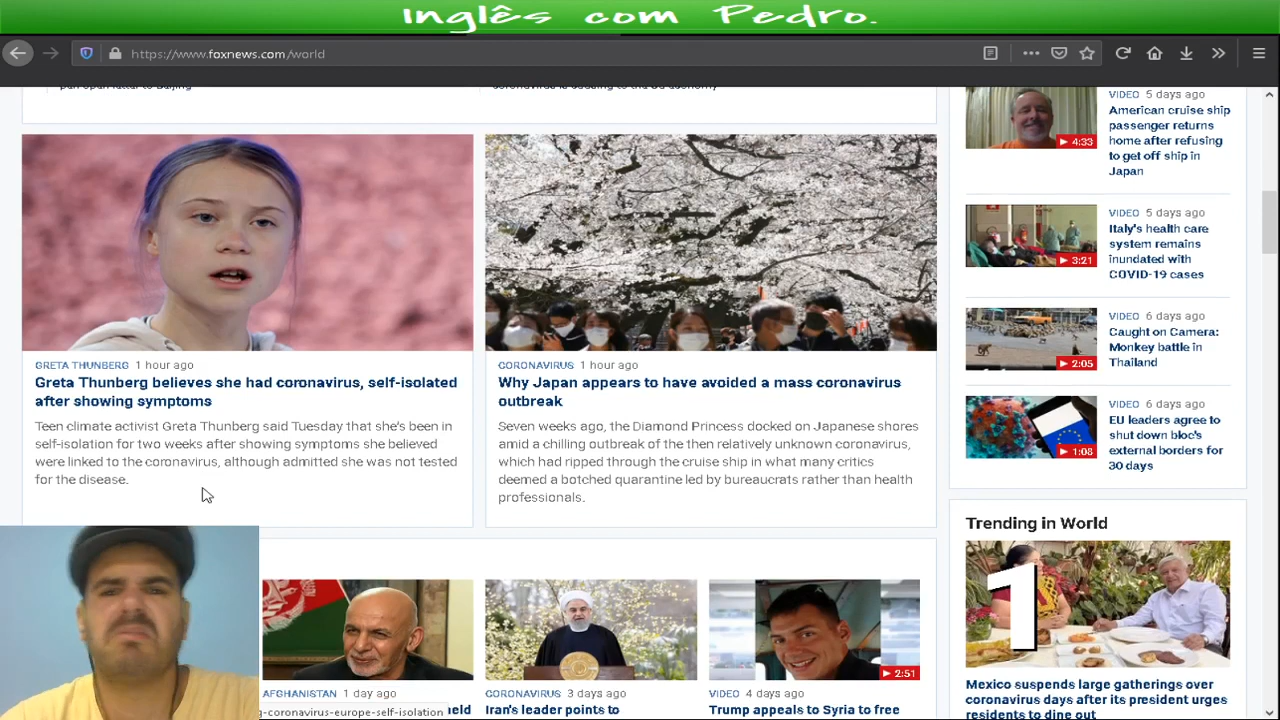 Inglês com Pedro.
https://www.foxnews.com/world
VIDEO 5 days ago
American cruise ship
passenger returns
home after refusing
to get off ship in
Japan
4:33
VIDEO 5 days ago
Italy's health care
system remains
inundated with
COVID-19 cases
3:21
VIDEO 6 days ago
Caught on Camera:
Monkey battle in
Thailand
2:05
VIDEO 6 days ago
EU leaders agree to
shut down bloc's
external borders for
30 days
1:08
GRETA THUNBERG 1 hour ago
Greta Thunberg believes she had coronavirus, self-isolated
after showing symptoms
Teen climate activist Greta Thunberg said Tuesday that she's been in
self-isolation for two weeks after showing symptoms she believed
were linked to the coronavirus, although admitted she was not tested
for the disease.
CORONAVIRUS 1 hour ago
Why Japan appears to have avoided a mass coronavirus
outbreak
Seven weeks ago, the Diamond Princess docked on Japanese shores
amid a chilling outbreak of the then relatively unknown coronavirus,
which had ripped through the cruise ship in what many critics
deemed a botched quarantine led by bureaucrats rather than health
professionals.
Trending in World
1
Mexico suspends large gatherings over
coronavirus days after its president urges
residents to dine out
AFGHANISTAN 1 day ago
held
g-coronavirus-europe-self-isolation
CORONAVIRUS 3 days ago
Iran's leader points to
2:51
VIDEO 4 days ago
Trump appeals to Syria to free